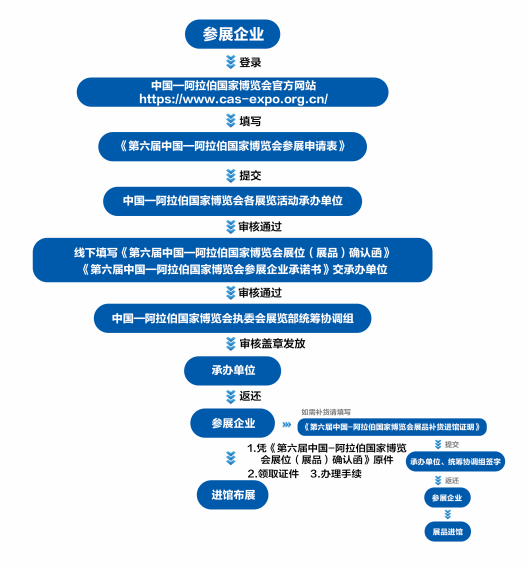 参展企业
登录
中国—阿拉伯国家博览会官方网站
https://www.cas-expo.org.cn/
填写
《第六届中国—阿拉伯国家博览会参展申请表》
提交
中国—阿拉伯国家博览会各展览活动承办单位
审核通过
线下填写《第六届中国—阿拉伯国家博览会展位（展品）确认函》
《第六届中国—阿拉伯国家博览会参展企业承诺书》交承办单位
审核通过
中国—阿拉伯国家博览会执委会展览部统筹协调组
审核盖章发放
承办单位
返还
参展企业
1.凭《第六届中国-阿拉伯国家博览
会展位（展品）确认函》原件
2.领取证件 3.办理手续
进馆布展
如需补货请填写
《第六届中国-阿拉伯国家博览会展品补货进馆证明》
提交
承办单位、统筹协调组签字
返还
参展企业
展品进馆